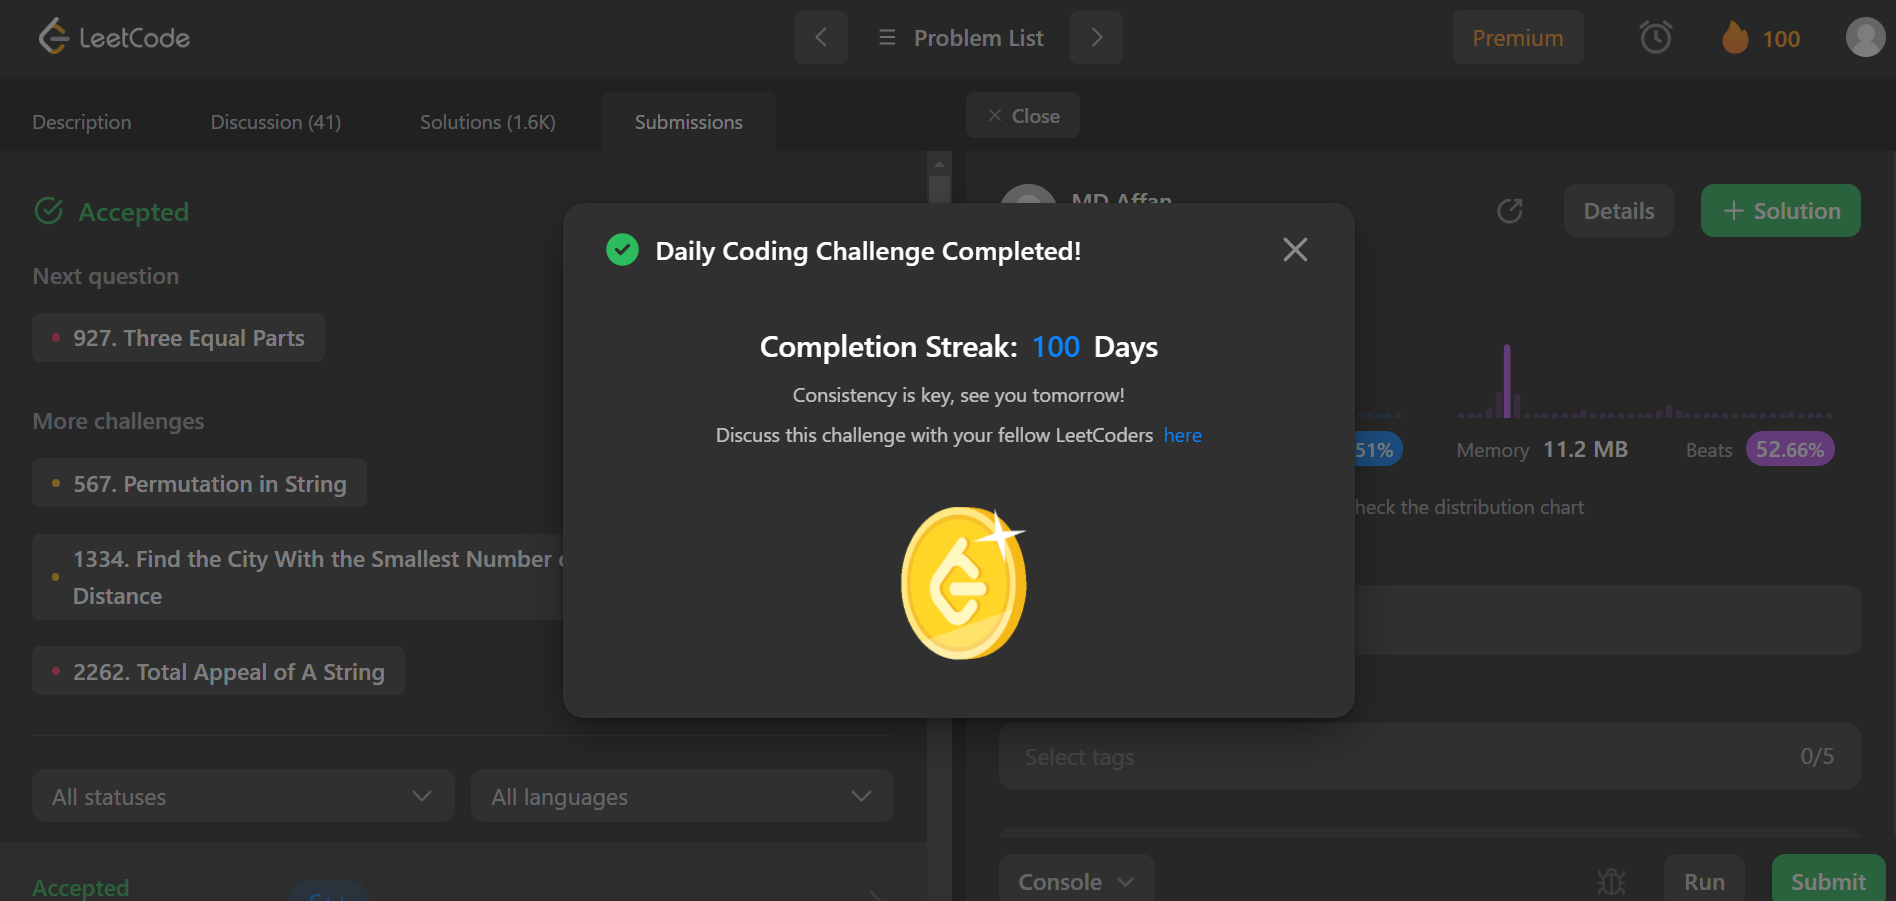 LeetCode
Problem List
Premium
100
Description
Discussion (41)
Solutions (1.6K)
Submissions
Close
Accepted
Next question
927. Three Equal Parts
More challenges
567. Permutation in String
1334. Find the City With the Smallest Number
Distance
2262. Total Appeal of A String
All statuses
All languages
Accepted
Daily Coding Challenge Completed!
Completion Streak: 100 Days
Consistency is key, see you tomorrow!
Discuss this challenge with your fellow LeetCoders here
MD Affan
Details
Solution
51%
Memory 11.2 MB
Beats 52.66%
the distribution chart
Select tags
0/5
Console
Run
Submit